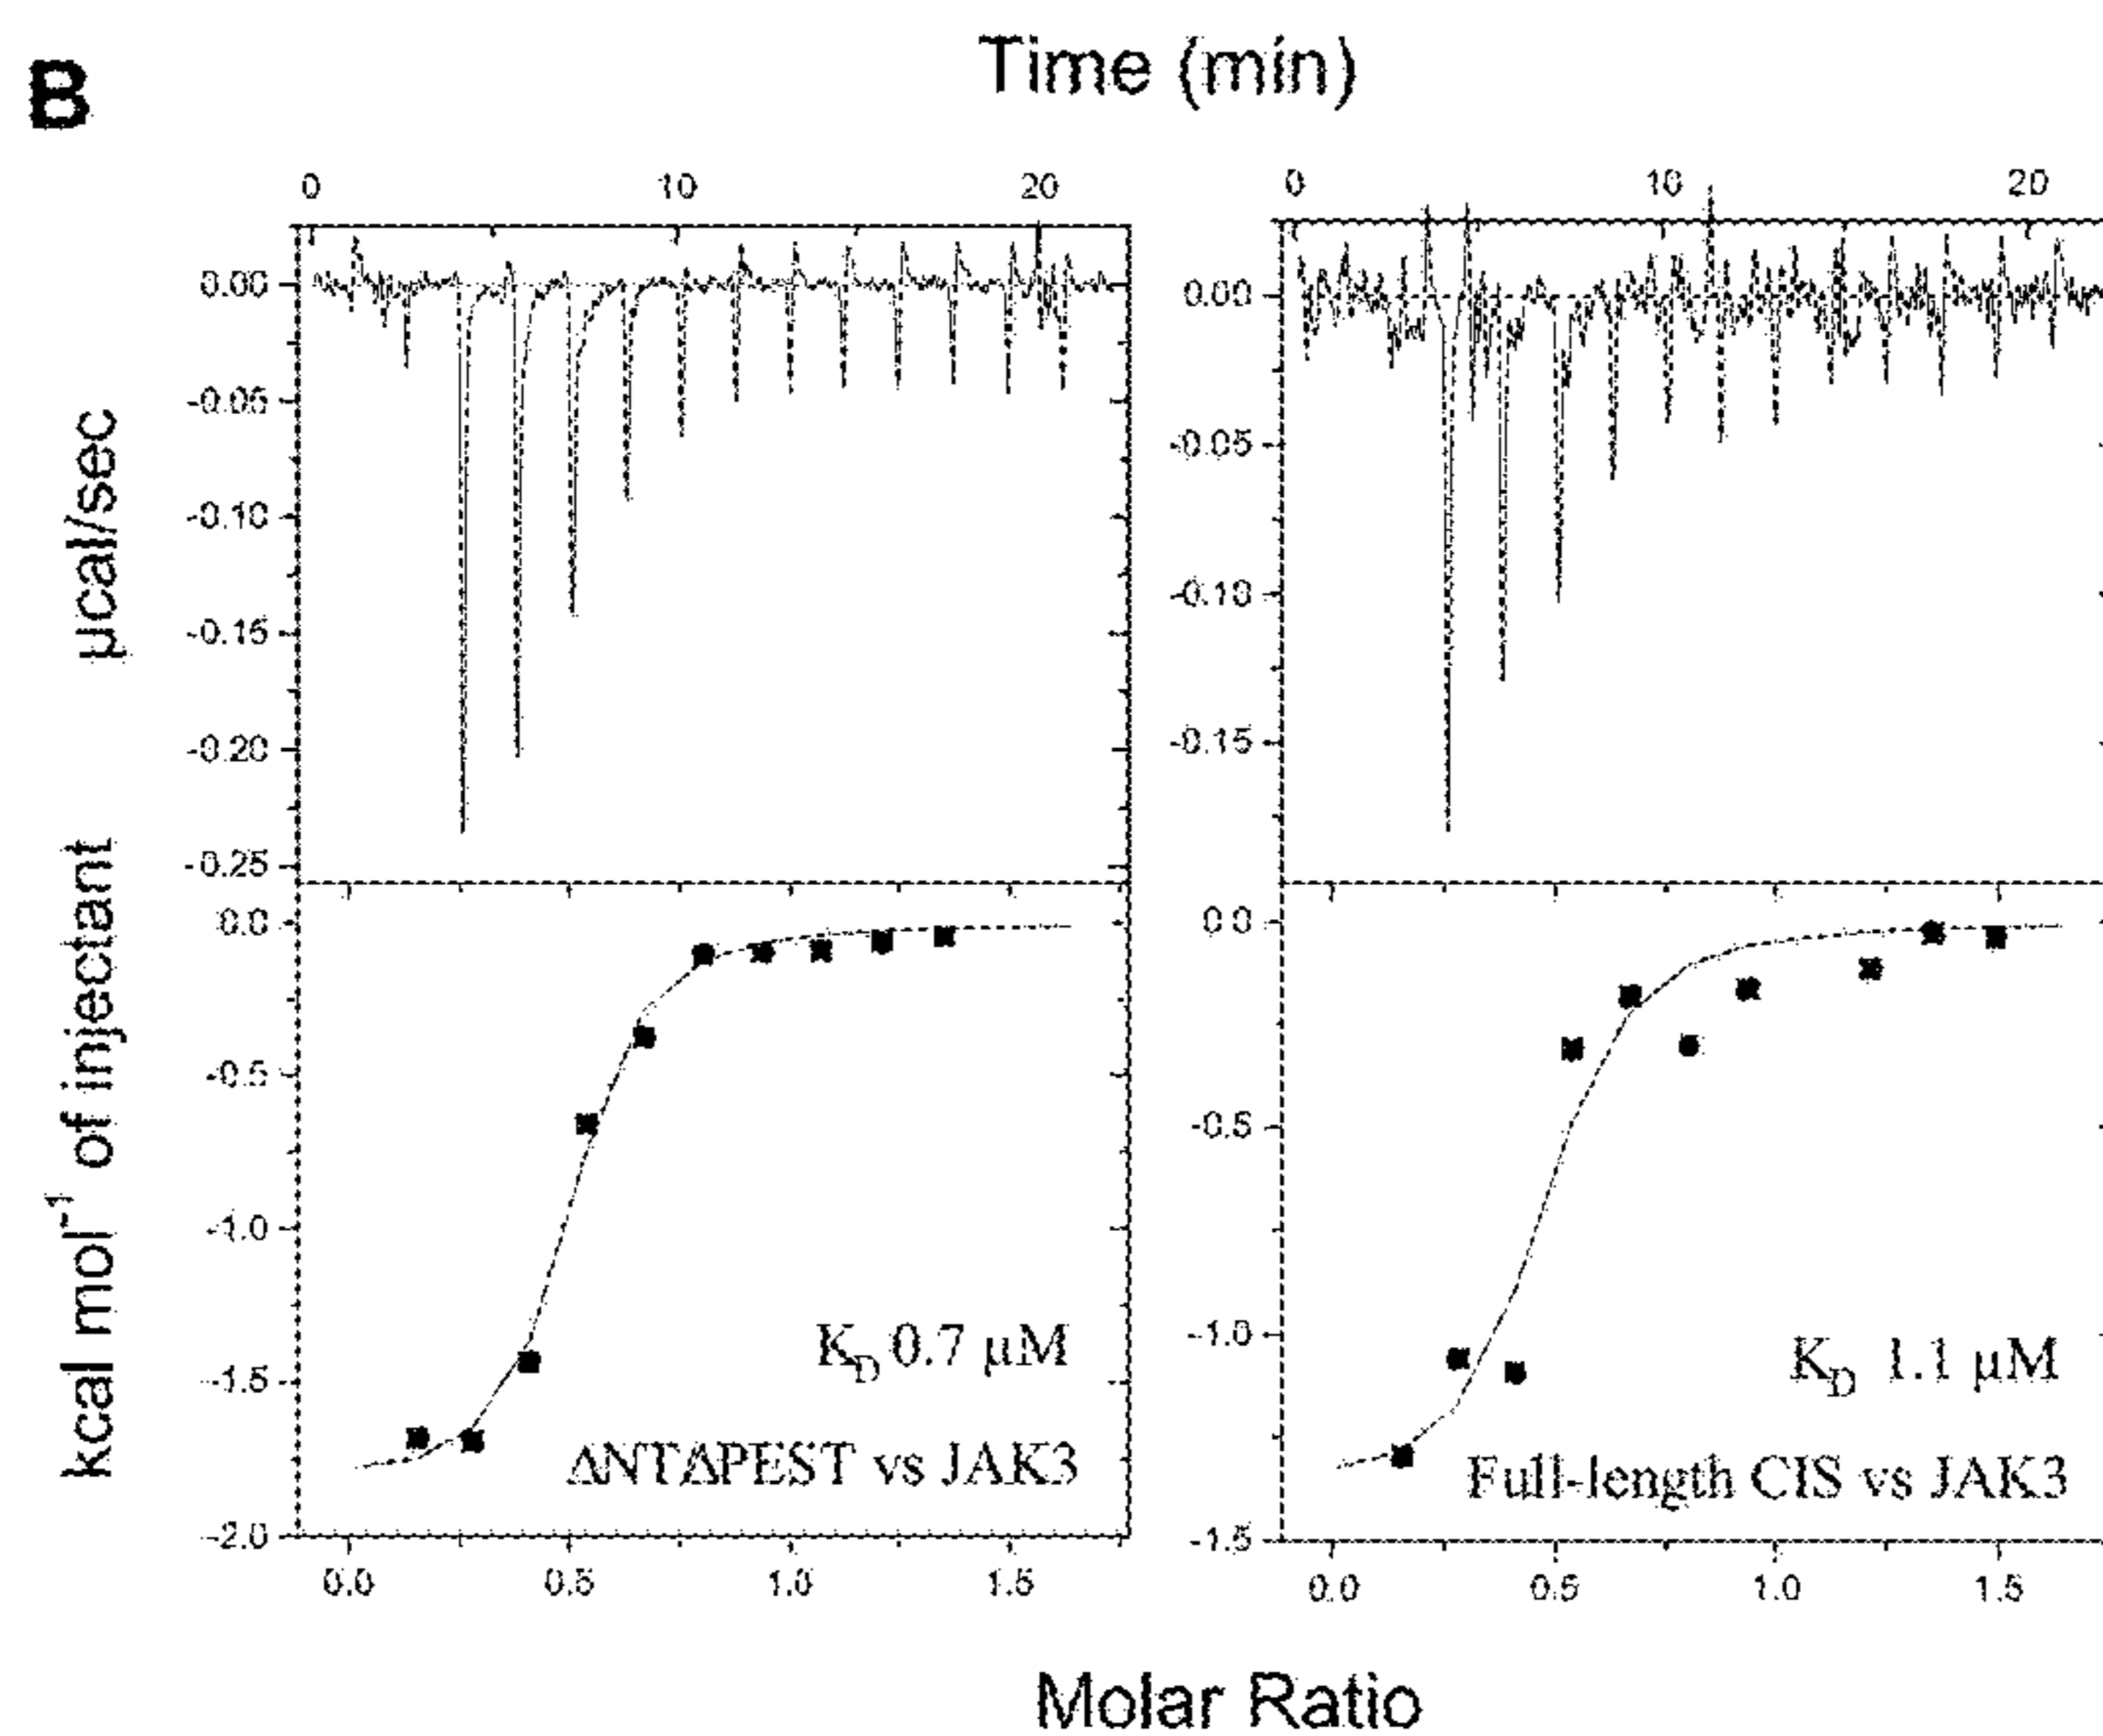 B
Time (min)
0 10 20
0 10 20
µcal/sec
0.00
-0.05
-0.10
-0.15
-0.20
-0.25
0.00
-0.05
-0.10
-0.15
kcal mol⁻¹ of injectant
0.0
-0.5
-1.0
-1.5
-2.0
K_D 0.7 µM
ΔNTΔPEST vs JAK3
0.0 0.5 1.0 1.5
0.0
-0.5
-1.0
-1.5
K_D 1.1 µM
Full-length CIS vs JAK3
0.0 0.5 1.0 1.5
Molar Ratio